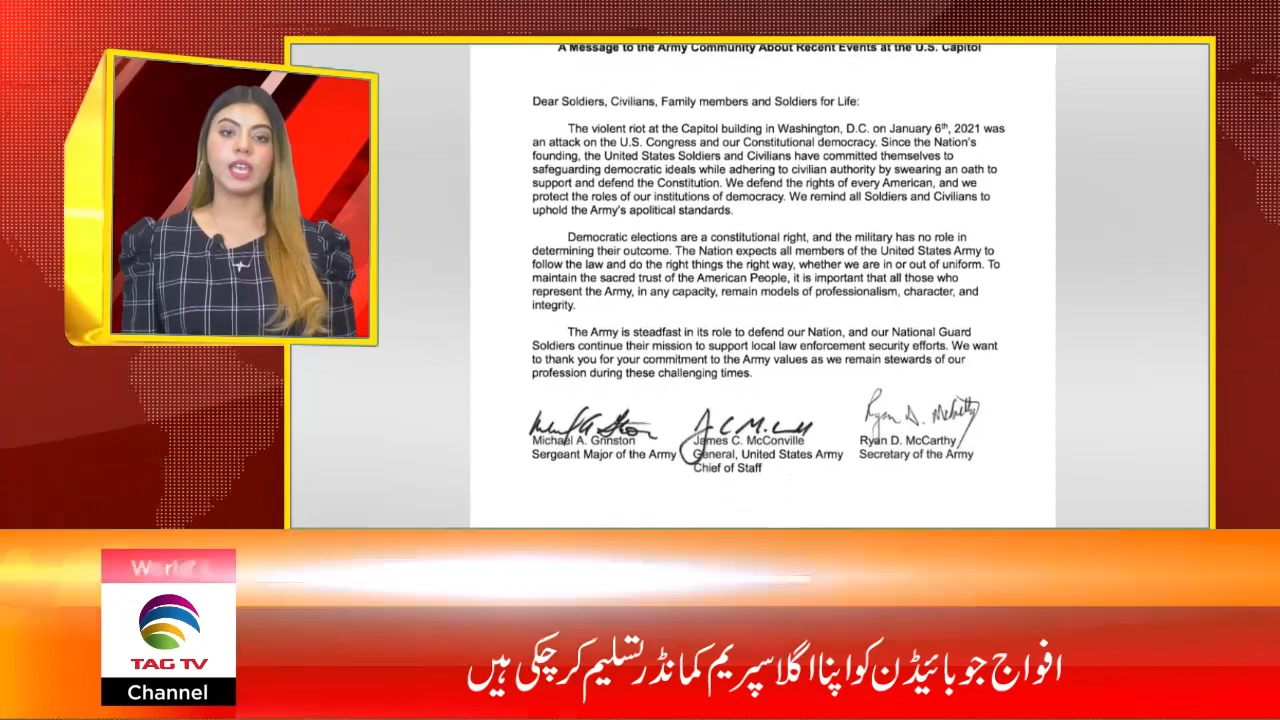 A Message to the Army Community About Recent Events at the U.S. Capitol
Dear Soldiers, Civilians, Family members and Soldiers for Life:
The violent riot at the Capitol building in Washington, D.C. on January 6th, 2021 was
an attack on the U.S. Congress and our Constitutional democracy. Since the Nation's
founding, the United States Soldiers and Civilians have committed themselves to
safeguarding democratic ideals while adhering to civilian authority by swearing an oath to
support and defend the Constitution. We defend the rights of every American, and we
protect the roles of our institutions of democracy. We remind all Soldiers and Civilians to
uphold the Army's apolitical standards.
Democratic elections are a constitutional right, and the military has no role in
determining their outcome. The Nation expects all members of the United States Army to
follow the law and do the right things the right way, whether we are in or out of uniform. To
maintain the sacred trust of the American People, it is important that all those who
represent the Army, in any capacity, remain models of professionalism, character, and
integrity.
The Army is steadfast in its role to defend our Nation, and our National Guard
Soldiers continue their mission to support local law enforcement security efforts. We want
to thank you for your commitment to the Army values as we remain stewards of our
profession during these challenging times.
Ryan D. McCarthy
Michael A. Grinston
Sergeant Major of the Army
James C. McConville
General, United States Army
Chief of Staff
Ryan D. McCarthy
Secretary of the Army
TAG TV
Channel
افواج جو بائیڈن کو اپنا اگلا سپریم کمانڈر تسلیم کر چکی ہیں